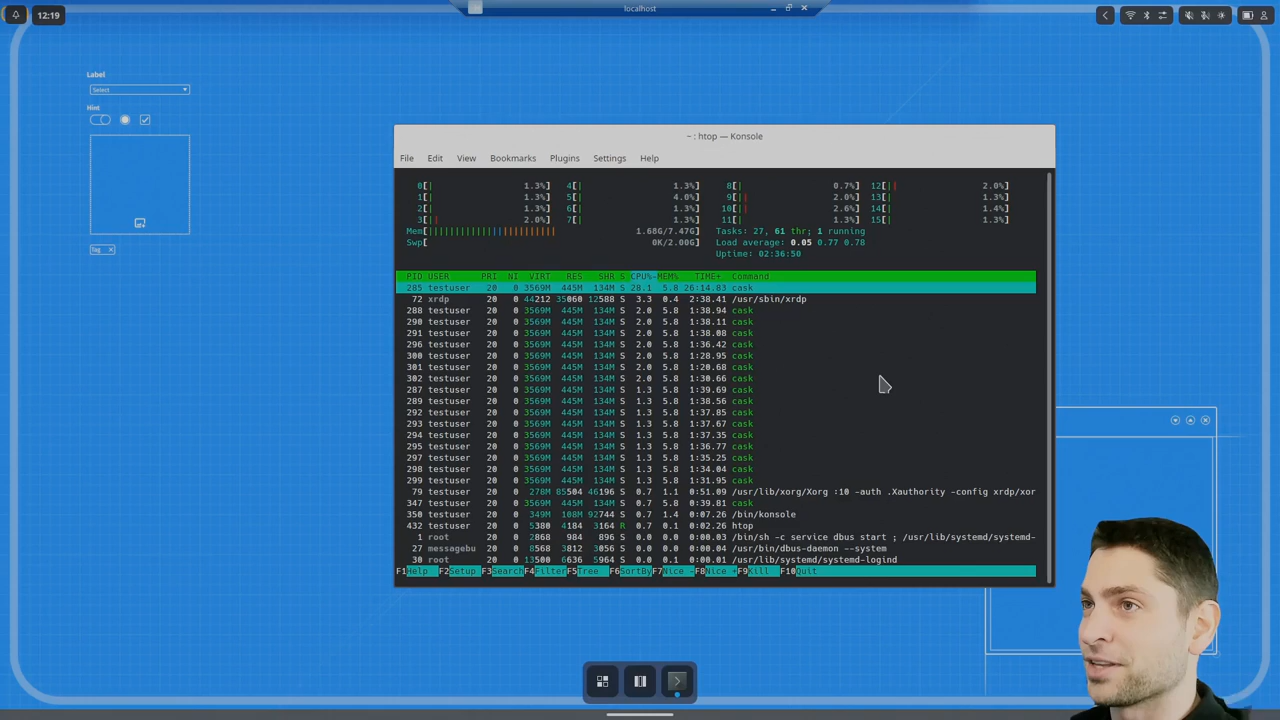 12:19
localhost
Label
Select
Hint
Tag
~ : htop — Konsole
File Edit View Bookmarks Plugins Settings Help
0[| 1.3%] 4[| 1.3%] 8[| 0.7%] 12[|| 2.0%]
1[| 1.3%] 5[| 4.0%] 9[|| 2.0%] 13[| 1.3%]
2[| 1.3%] 6[| 1.3%] 10[|| 2.6%] 14[| 1.4%]
3[|| 2.0%] 7[| 1.3%] 11[| 1.3%] 15[| 1.3%]
Mem[|||||||||||||||||||||||| 1.68G/7.47G] Tasks: 27, 61 thr; 1 running
Swp[ 0K/2.00G] Load average: 0.05 0.77 0.78
Uptime: 02:36:50
PID USER PRI NI VIRT RES SHR S CPU%-MEM% TIME+ Command
285 testuser 20 0 3569M 445M 134M S 28.1 5.8 26:14.83 cask
72 xrdp 20 0 44212 35060 12588 S 3.3 0.4 2:38.41 /usr/sbin/xrdp
288 testuser 20 0 3569M 445M 134M S 2.0 5.8 1:38.94 cask
290 testuser 20 0 3569M 445M 134M S 2.0 5.8 1:38.11 cask
291 testuser 20 0 3569M 445M 134M S 2.0 5.8 1:38.08 cask
296 testuser 20 0 3569M 445M 134M S 2.0 5.8 1:36.42 cask
300 testuser 20 0 3569M 445M 134M S 2.0 5.8 1:28.95 cask
301 testuser 20 0 3569M 445M 134M S 2.0 5.8 1:20.68 cask
302 testuser 20 0 3569M 445M 134M S 2.0 5.8 1:30.66 cask
287 testuser 20 0 3569M 445M 134M S 1.3 5.8 1:39.69 cask
289 testuser 20 0 3569M 445M 134M S 1.3 5.8 1:38.56 cask
292 testuser 20 0 3569M 445M 134M S 1.3 5.8 1:37.85 cask
293 testuser 20 0 3569M 445M 134M S 1.3 5.8 1:37.67 cask
294 testuser 20 0 3569M 445M 134M S 1.3 5.8 1:37.35 cask
295 testuser 20 0 3569M 445M 134M S 1.3 5.8 1:36.77 cask
297 testuser 20 0 3569M 445M 134M S 1.3 5.8 1:35.25 cask
298 testuser 20 0 3569M 445M 134M S 1.3 5.8 1:34.04 cask
299 testuser 20 0 3569M 445M 134M S 1.3 5.8 1:31.95 cask
79 testuser 20 0 278M 85504 46196 S 0.7 1.1 0:51.09 /usr/lib/xorg/Xorg :10 -auth .Xauthority -config xrdp/xor
347 testuser 20 0 3569M 445M 134M S 0.7 5.8 0:39.81 cask
350 testuser 20 0 349M 108M 92744 S 0.7 1.4 0:07.26 /bin/konsole
432 testuser 20 0 5380 4184 3164 R 0.7 0.1 0:02.26 htop
1 root 20 0 2868 984 896 S 0.0 0.0 0:00.03 /bin/sh -c service dbus start ; /usr/lib/systemd/systemd-
27 messagebu 20 0 8568 3812 3056 S 0.0 0.0 0:00.04 /usr/bin/dbus-daemon --system
30 root 20 0 13500 6636 5964 S 0.0 0.1 0:00.01 /usr/lib/systemd/systemd-logind
F1Help F2Setup F3Search F4Filter F5Tree F6SortBy F7Nice - F8Nice + F9Kill F10Quit